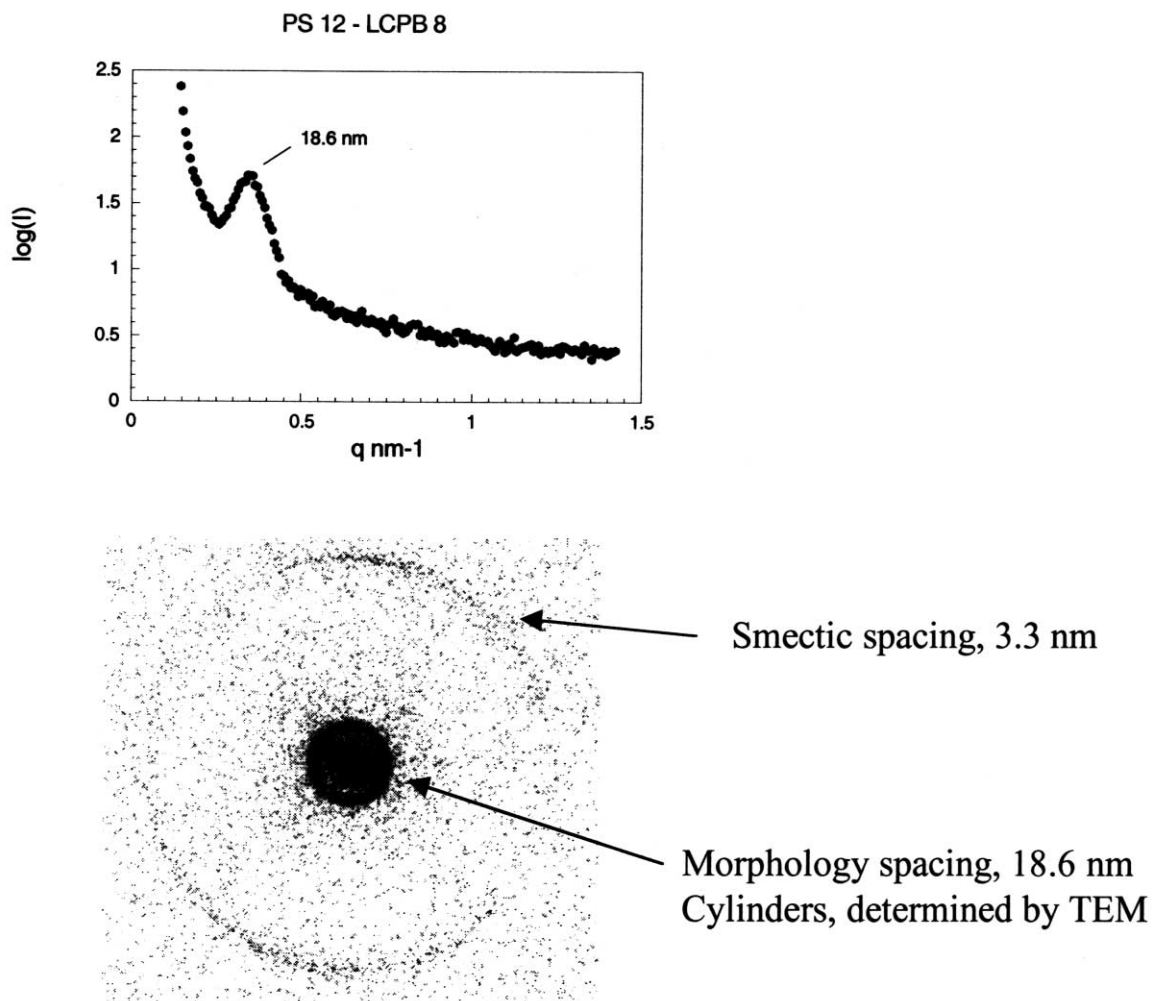 PS 12 - LCPB 8
2.5
2
1.5
1
0.5
0
log(I)
18.6 nm
0 0.5 1 1.5
q nm-1
Smectic spacing, 3.3 nm
Morphology spacing, 18.6 nm
Cylinders, determined by TEM